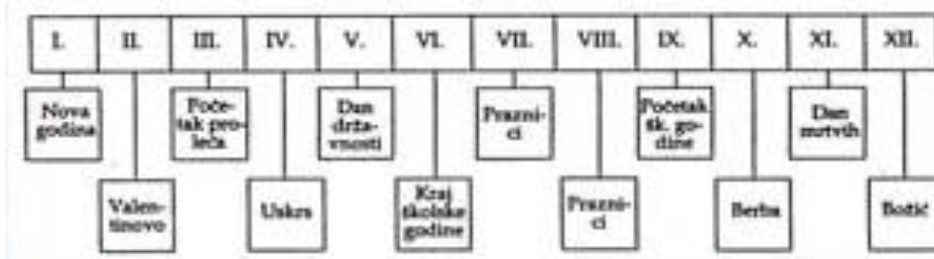 I. II. III. IV. V. VI. VII. VIII. IX. X. XI. XII.
Nova
godina
Poče-
tak pro-
leća
Dan
drža-
vnosti
Prazni-
ci
Početak
šk. go-
dine
Dan
mrtvih
Valen-
tinovo
Uskrs
Kraj
školske
godine
Prazni-
ci
Berba
Božić